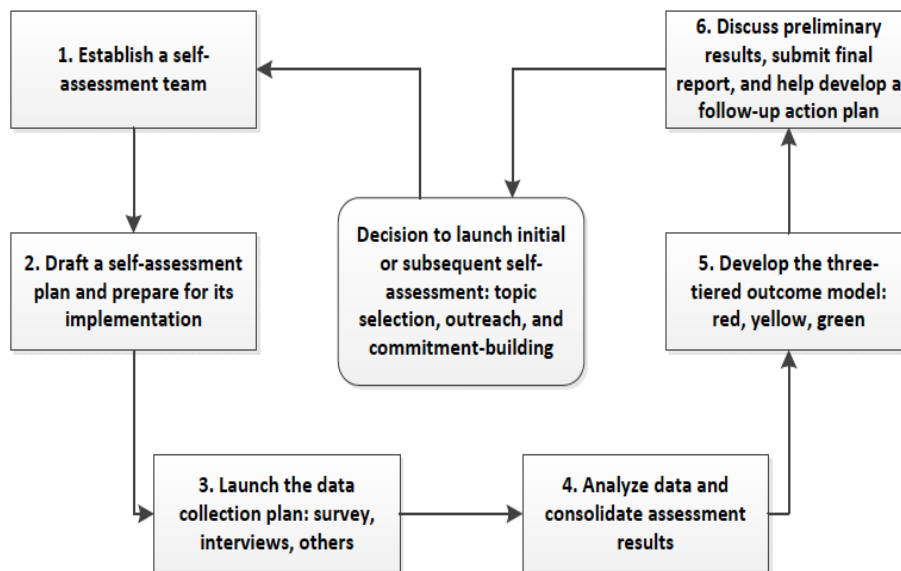 1. Establish a self-
assessment team
6. Discuss preliminary
results, submit final
report, and help develop a
follow-up action plan
Decision to launch initial
or subsequent self-
assessment: topic
selection, outreach, and
commitment-building
2. Draft a self-assessment
plan and prepare for its
implementation
5. Develop the three-
tiered outcome model:
red, yellow, green
3. Launch the data
collection plan: survey,
interviews, others
4. Analyze data and
consolidate assessment
results